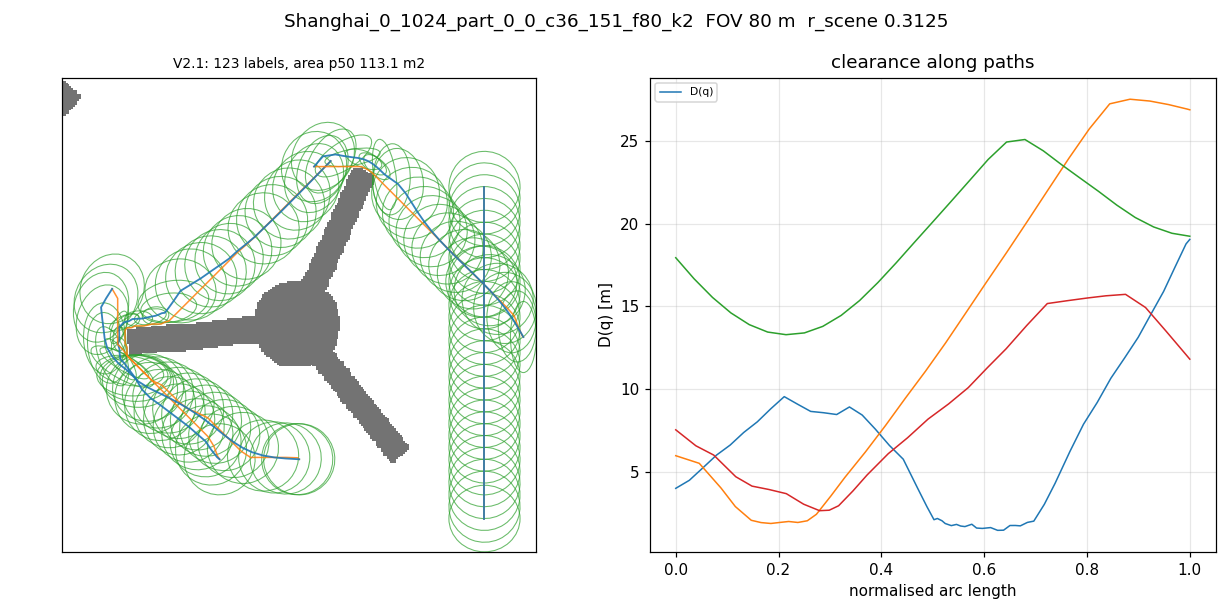 Shanghai_0_1024_part_0_0_c36_151_f80_k2  FOV 80 m  r_scene 0.3125
V2.1: 123 labels, area p50 113.1 m2
clearance along paths
D(q)
25
20
15
10
5
D(q) [m]
0.0 0.2 0.4 0.6 0.8 1.0
normalised arc length